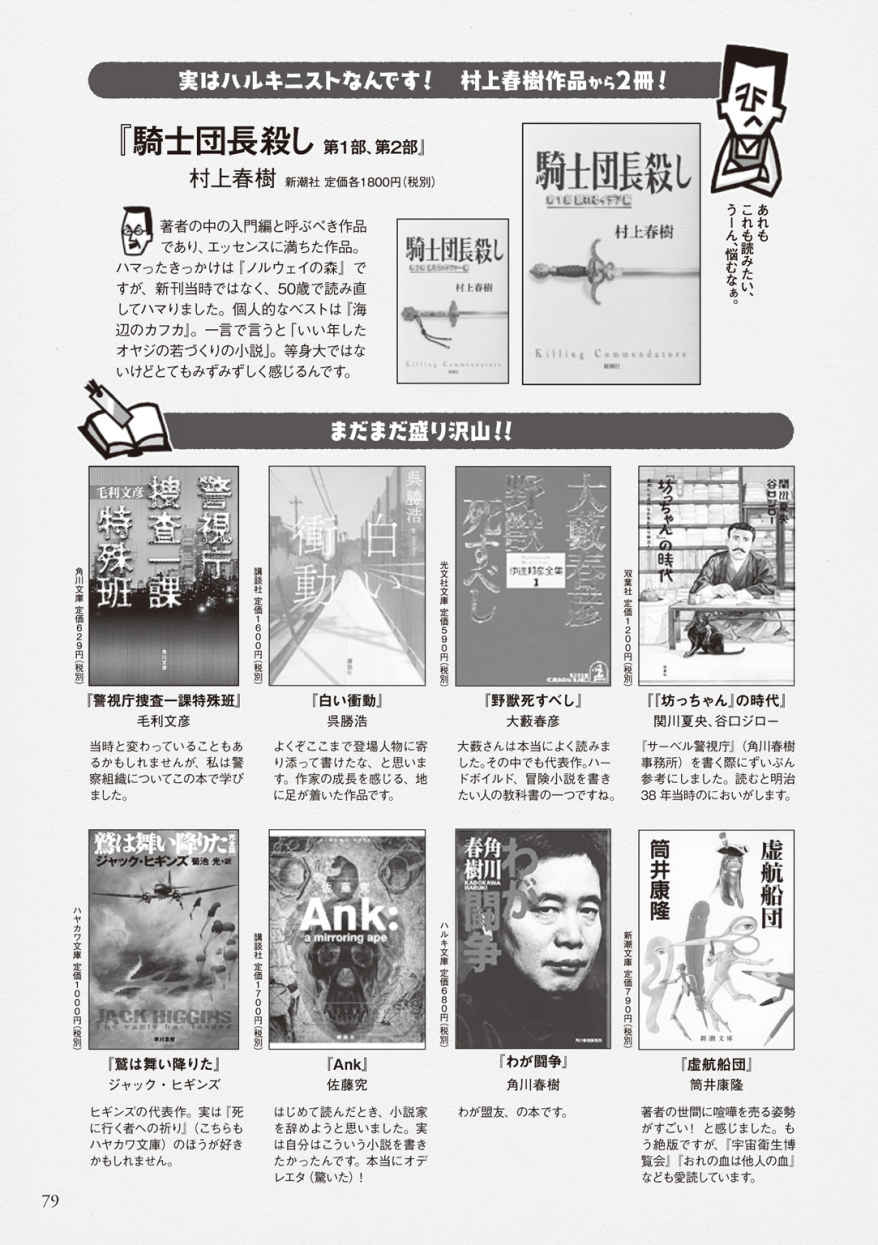 実はハルキニストなんです！　村上春樹作品から2冊！
『騎士団長殺し 第1部、第2部』
村上春樹 新潮社 定価各1800円（税別）
著者の中の入門編と呼ぶべき作品
であり、エッセンスに満ちた作品。
ハマったきっかけは『ノルウェイの森』で
すが、新刊当時ではなく、50歳で読み直
してハマりました。個人的なベストは『海
辺のカフカ』。一言で言うと「いい年した
オヤジの若づくりの小説」。等身大ではな
いけどとてもみずみずしく感じるんです。
騎士団長殺し
村上春樹
Killing Commendatore
新潮社
騎士団長殺し
村上春樹
Killing Commendatore
新潮社
あれも
これも読みたい、
うーん、悩むなぁ。
まだまだ盛り沢山!!
警視庁
捜査一課
特殊班
毛利文彦
角川文庫
角川文庫 定価629円（税別）
『警視庁捜査一課特殊班』
毛利文彦
当時と変わっていることもあ
るかもしれませんが、私は警
察組織についてこの本で学び
ました。
呉勝浩
白い
衝動
講談社
講談社 定価1600円（税別）
『白い衝動』
呉勝浩
よくぞここまで登場人物に寄
り添って書けたな、と思いま
す。作家の成長を感じる、地
に足が着いた作品です。
大藪春彦
野獣
死すべし
伊達邦彦全集
1
光文社文庫 定価590円（税別）
『野獣死すべし』
大藪春彦
大藪さんは本当によく読みま
した。その中でも代表作。ハー
ドボイルド、冒険小説を書き
たい人の教科書の一つですね。
関川夏央
谷口ジロー
『坊っちゃん』の時代
双葉社 定価1200円（税別）
『『坊っちゃん』の時代』
関川夏央、谷口ジロー
『サーベル警視庁』（角川春樹
事務所）を書く際にずいぶん
参考にしました。読むと明治
38年当時のにおいがします。
鷲は舞い降りた 完全版
ジャック・ヒギンズ 菊池 光・訳
JACK HIGGINS
The eagle has landed
早川書房
ハヤカワ文庫 定価1000円（税別）
『鷲は舞い降りた』
ジャック・ヒギンズ
ヒギンズの代表作。実は『死
に行く者への祈り』（こちらも
ハヤカワ文庫）のほうが好き
かもしれません。
佐藤究
Ank:
a mirroring ape
講談社
講談社 定価1700円（税別）
『Ank』
佐藤究
はじめて読んだとき、小説家
を辞めようと思いました。実
は自分はこういう小説を書き
たかったんです。本当にオデ
レエタ（驚いた）！
わが
闘争
角川
春樹
KADOKAWA
HARUKI
ハルキ文庫 定価680円（税別）
『わが闘争』
角川春樹
わが盟友、の本です。
虚航船団
筒井康隆
新潮文庫
新潮文庫 定価790円（税別）
『虚航船団』
筒井康隆
著者の世間に喧嘩を売る姿勢
がすごい！ と感じました。も
う絶版ですが、『宇宙衛生博
覧会』『おれの血は他人の血』
なども愛読しています。
79